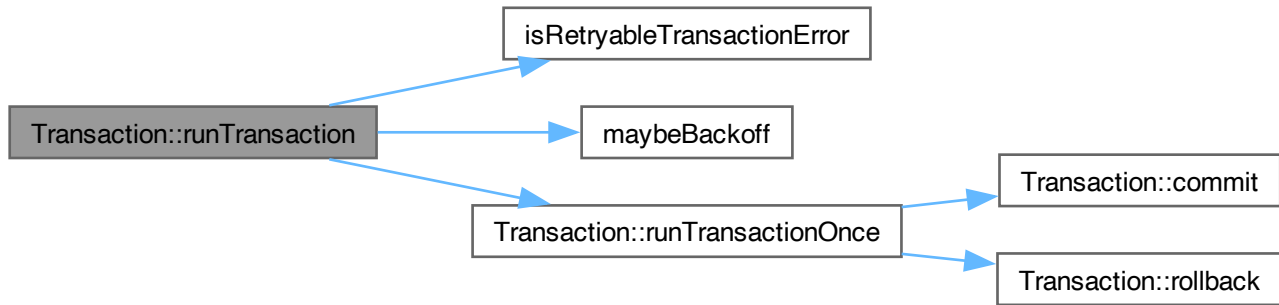 isRetryableTransactionError
Transaction::runTransaction
maybeBackoff
Transaction::commit
Transaction::runTransactionOnce
Transaction::rollback